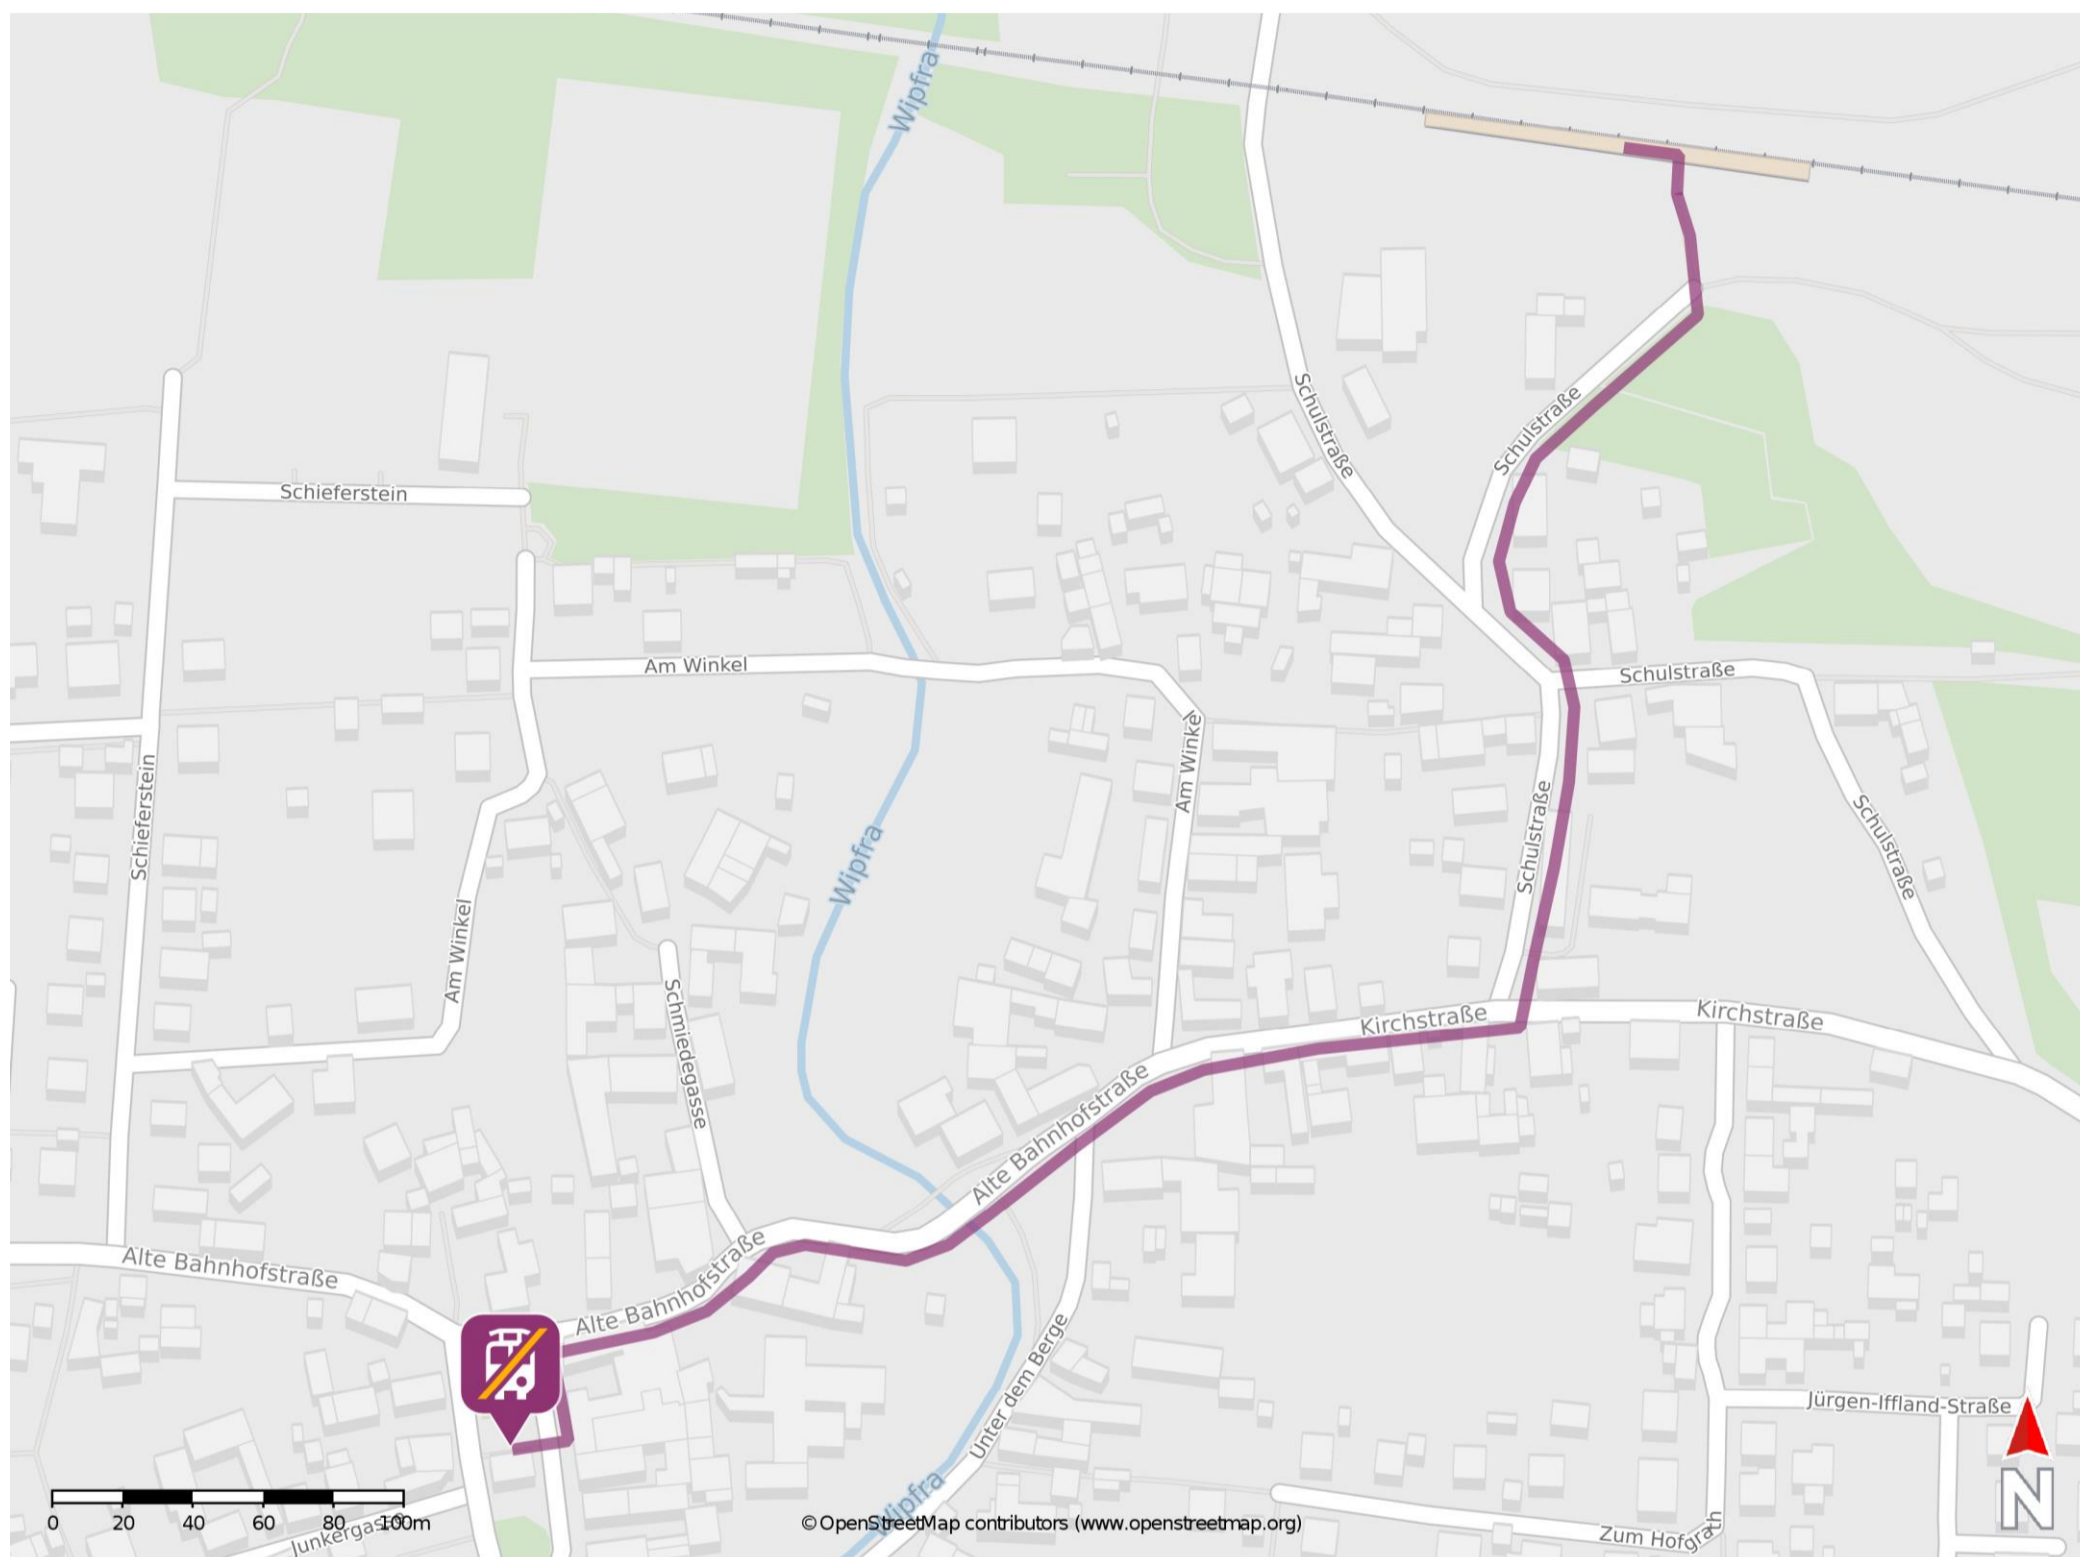 Wipfra
Schulstraße
Schulstraße
Schieferstein
Am Winkel
Schulstraße
Am Winkel
Schieferstein
Schulstraße
Schulstraße
Wipfra
Am Winkel
Schmiedegasse
Kirchstraße
Kirchstraße
Alte Bahnhofstraße
Alte Bahnhofstraße
Alte Bahnhofstraße
Unter dem Berge
Jürgen-Iffland-Straße
N
Wipfra
0 20 40 60 80 100m
Junkergasse
© OpenStreetMap contributors (www.openstreetmap.org)
Zum Hofgrath